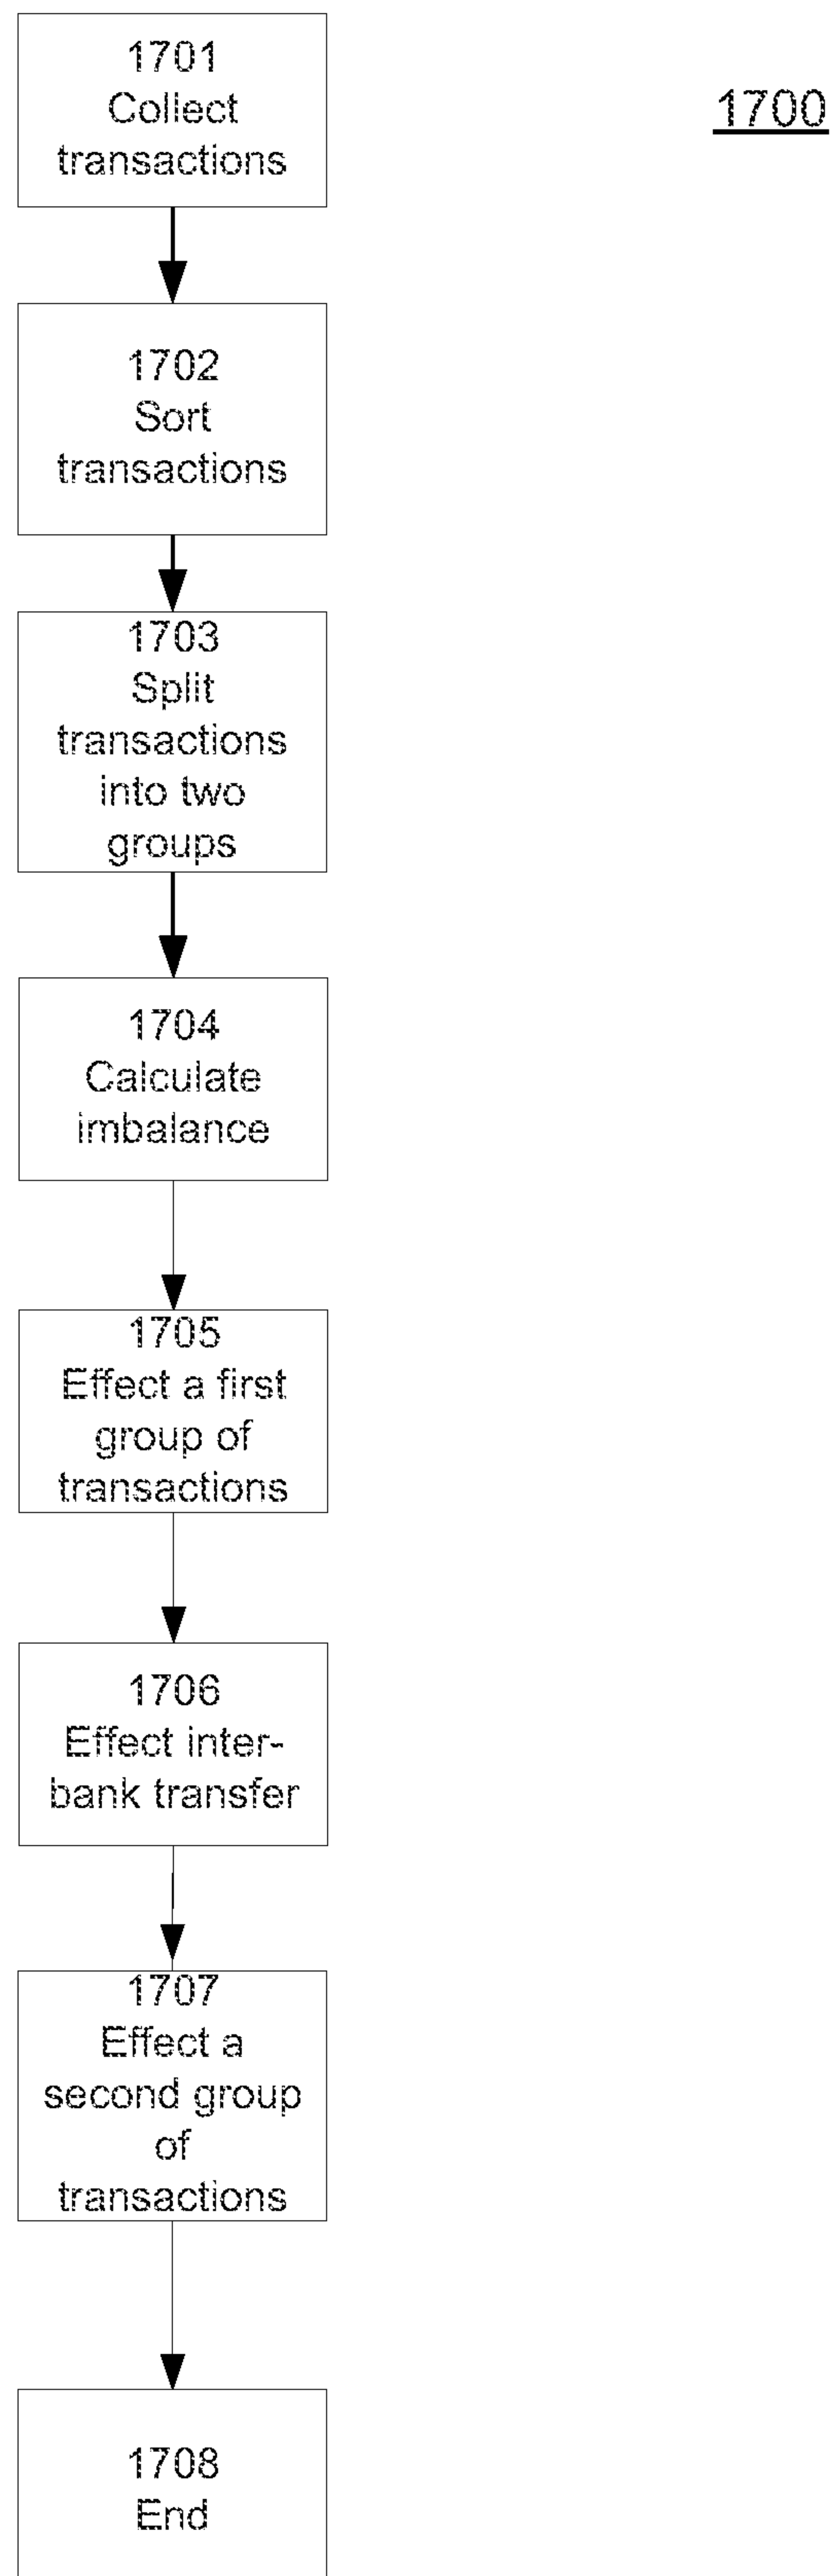 1701
Collect
transactions
1700
1702
Sort
transactions
1703
Split
transactions
into two
groups
1704
Calculate
imbalance
1705
Effect a first
group of
transactions
1706
Effect inter-
bank transfer
1707
Effect a
second group
of
transactions
1708
End